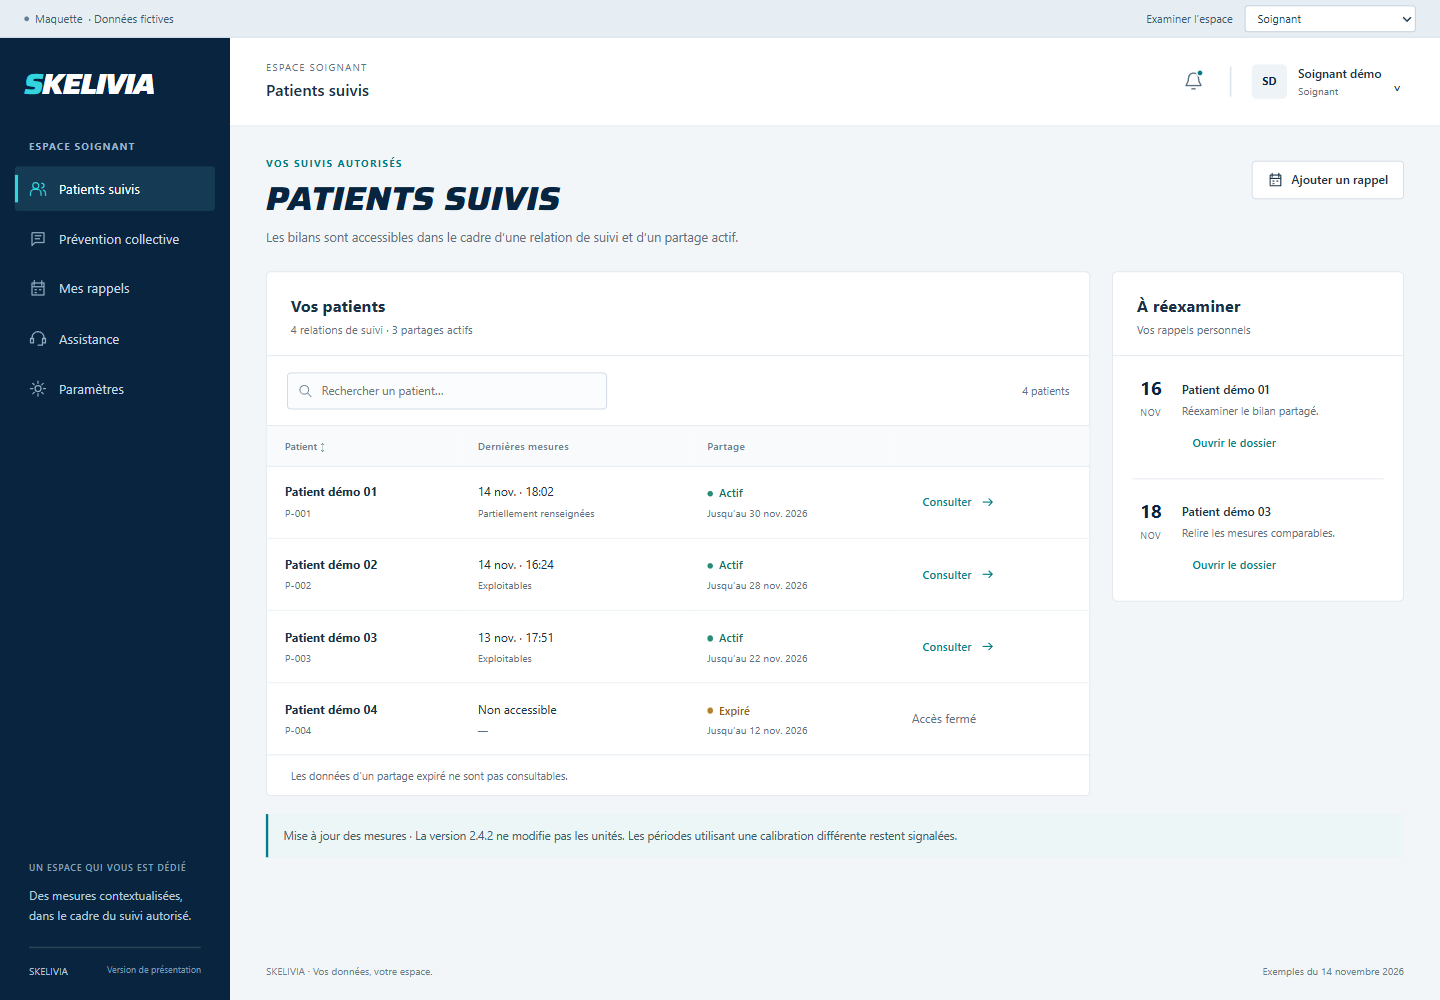 Maquette · Données fictives
Examiner l'espace
Soignant
SKELIVIA
ESPACE SOIGNANT
Patients suivis
Prévention collective
Mes rappels
Assistance
Paramètres
UN ESPACE QUI VOUS EST DÉDIÉ
Des mesures contextualisées,
dans le cadre du suivi autorisé.
SKELIVIA
Version de présentation
ESPACE SOIGNANT
Patients suivis
SD
Soignant démo
Soignant
VOS SUIVIS AUTORISÉS
PATIENTS SUIVIS
Les bilans sont accessibles dans le cadre d'une relation de suivi et d'un partage actif.
Ajouter un rappel
Vos patients
4 relations de suivi · 3 partages actifs
Rechercher un patient...
4 patients
Patient Dernières mesures Partage
Patient démo 01 14 nov. · 18:02 Actif
Consulter
P-001 Partiellement renseignées Jusqu'au 30 nov. 2026
Patient démo 02 14 nov. · 16:24 Actif
Consulter
P-002 Exploitables Jusqu'au 28 nov. 2026
Patient démo 03 13 nov. · 17:51 Actif
Consulter
P-003 Exploitables Jusqu'au 22 nov. 2026
Patient démo 04 Non accessible Expiré
Accès fermé
P-004 — Jusqu'au 12 nov. 2026
Les données d'un partage expiré ne sont pas consultables.
À réexaminer
Vos rappels personnels
16 Patient démo 01
NOV Réexaminer le bilan partagé.
Ouvrir le dossier
18 Patient démo 03
NOV Relire les mesures comparables.
Ouvrir le dossier
Mise à jour des mesures · La version 2.4.2 ne modifie pas les unités. Les périodes utilisant une calibration différente restent signalées.
SKELIVIA · Vos données, votre espace.
Exemples du 14 novembre 2026